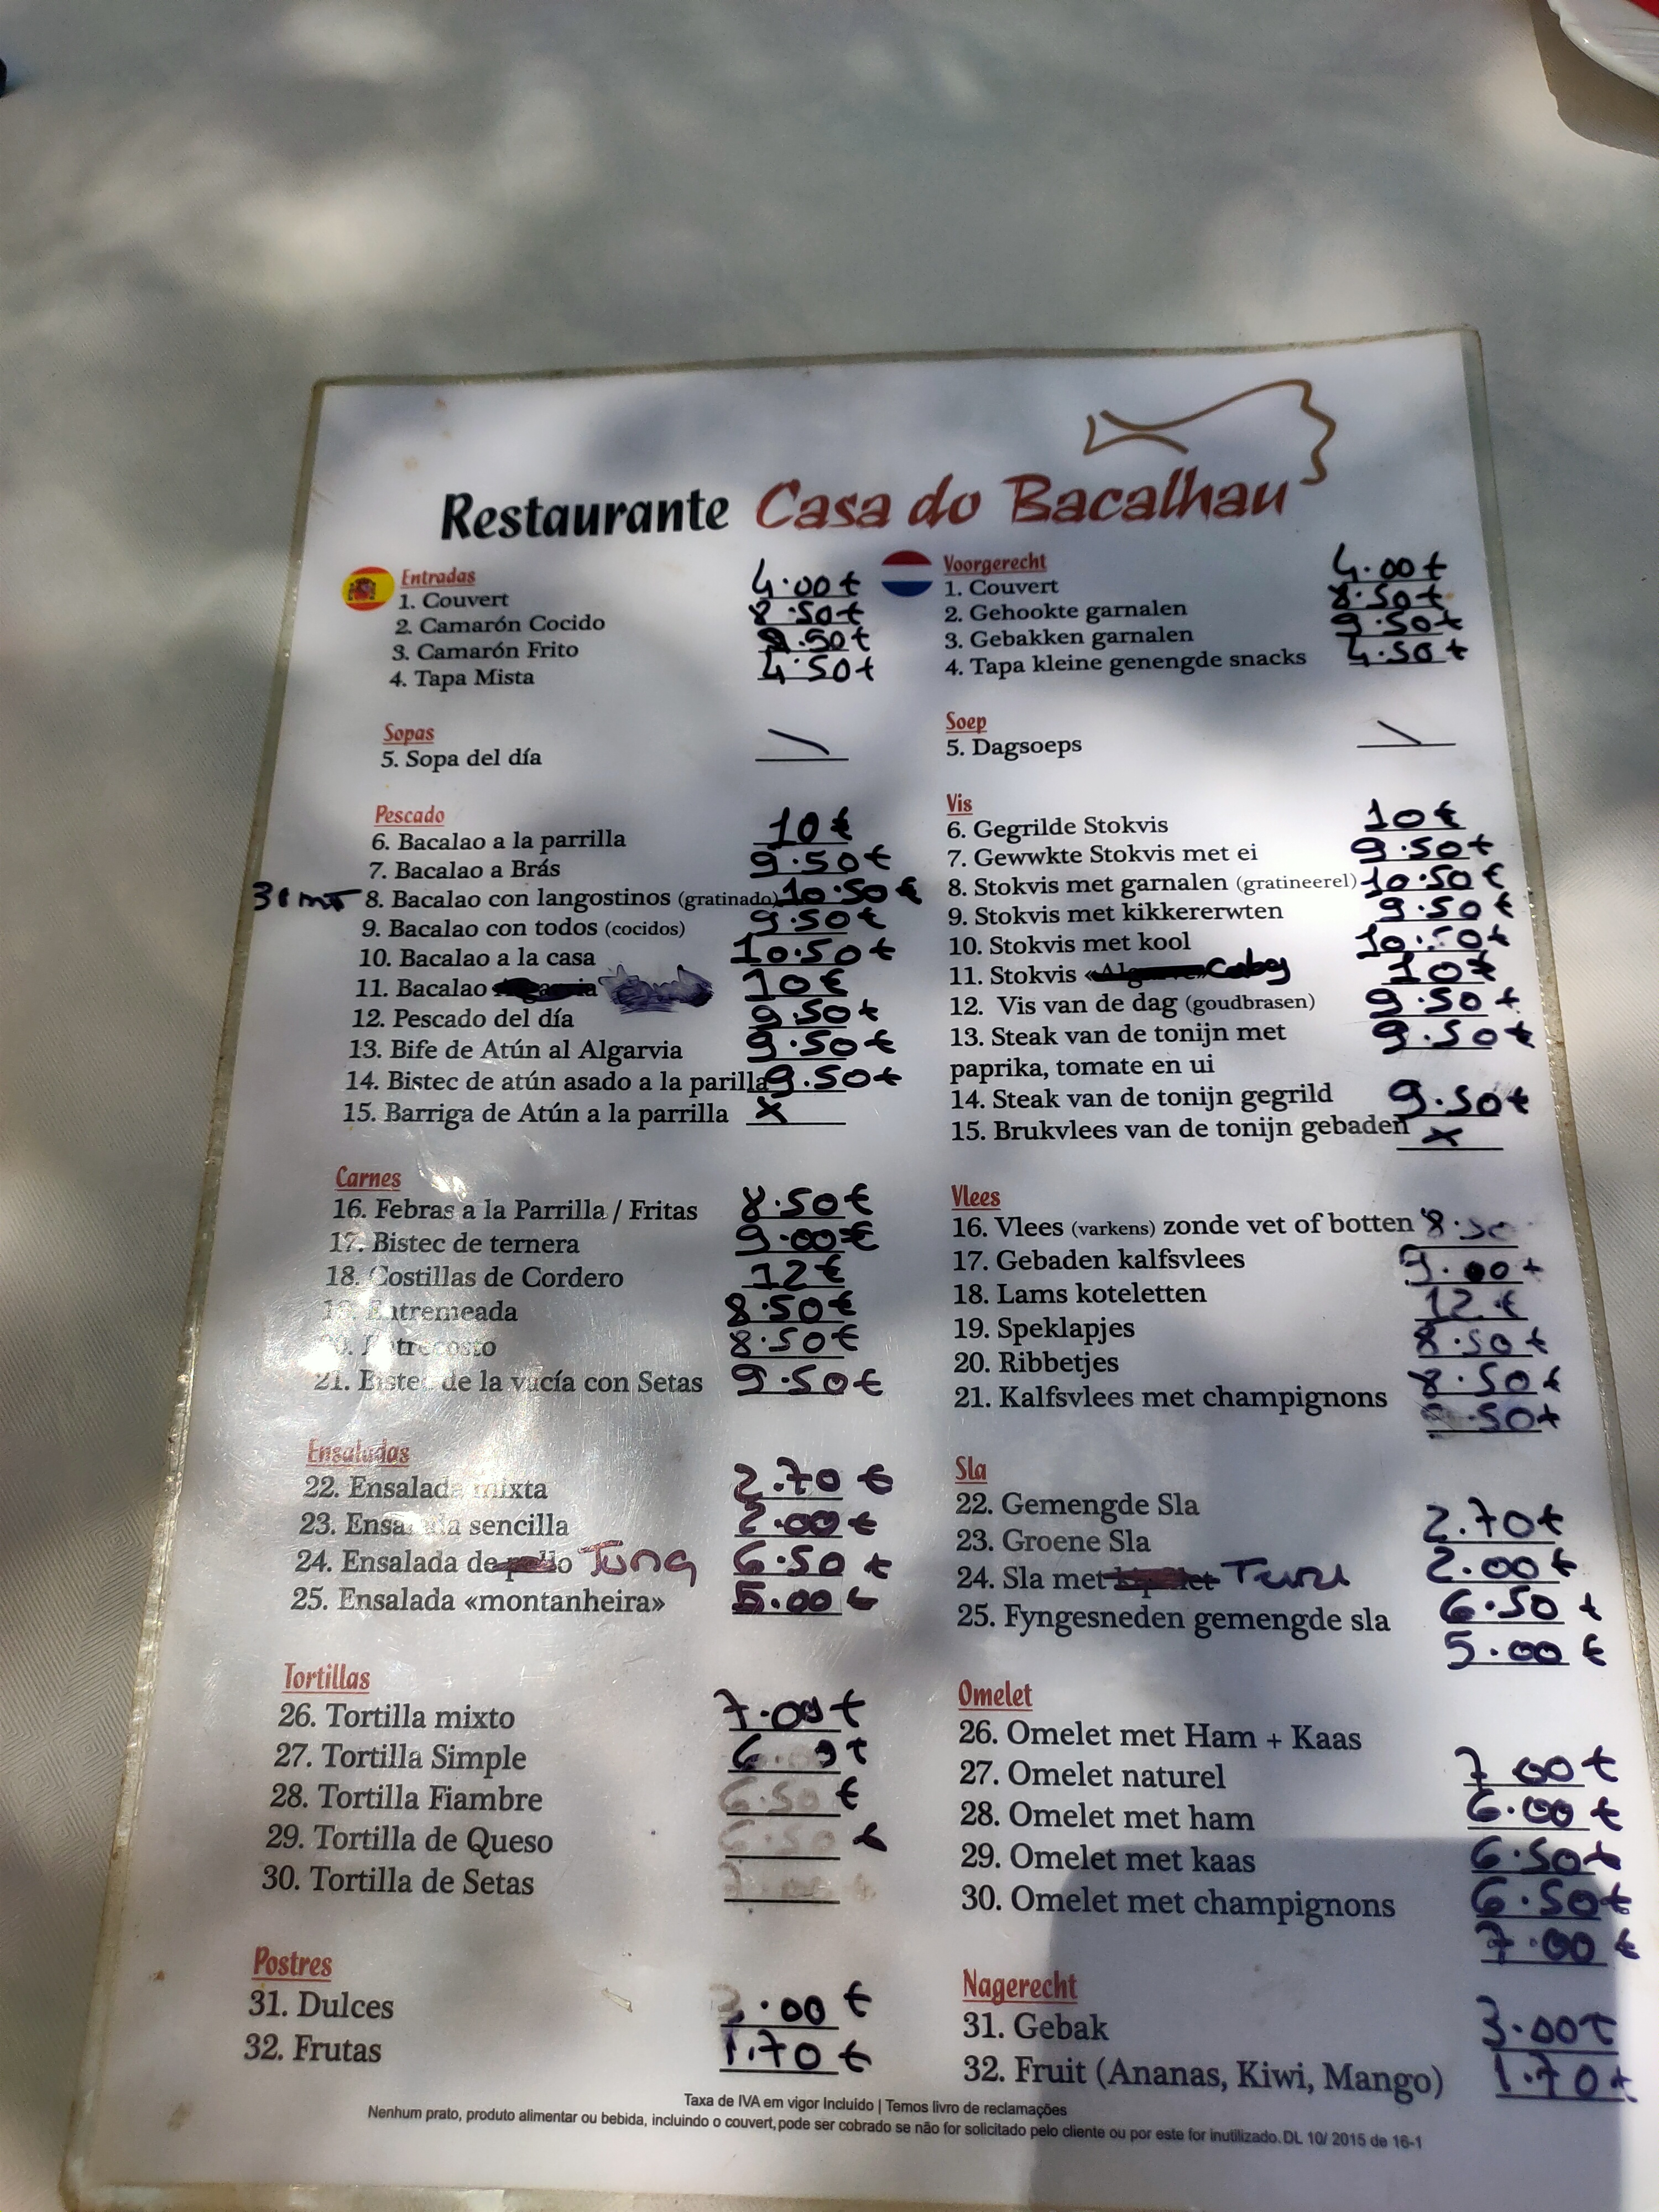 Restaurante Casa do Bacalhau
Entradas
1. Couvert 4.00€
2. Camarón Cocido 8.50€
3. Camarón Frito 9.50€
4. Tapa Mista 4.50€
Sopas
5. Sopa del día
Pescado
6. Bacalao a la parrilla 10€
7. Bacalao a Brás 9.50€
8. Bacalao con langostinos (gratinado) 10.50€
9. Bacalao con todos (cocidos) 9.50€
10. Bacalao a la casa 10.50€
11. Bacalao 10€
12. Pescado del día 9.50€
13. Bife de Atún al Algarvia 9.50€
14. Bistec de atún asado a la parilla 9.50€
15. Barriga de Atún a la parrilla X
Carnes
16. Febras a la Parrilla / Fritas 8.50€
17. Bistec de ternera 9.00€
18. Costillas de Cordero 12€
19. Entremeada 8.50€
20. Entrecosto 8.50€
21. Bistec de la vacía con Setas 9.50€
Ensaladas
22. Ensalada mixta 2.70€
23. Ensalada sencilla 2.00€
24. Ensalada de Tuna 6.50€
25. Ensalada «montanheira» 5.00€
Tortillas
26. Tortilla mixto 7.00€
27. Tortilla Simple 6.00€
28. Tortilla Fiambre 6.50€
29. Tortilla de Queso 6.50€
30. Tortilla de Setas 7.00€
Postres
31. Dulces 3.00€
32. Frutas 1.70€
Voorgerecht
1. Couvert 4.00€
2. Gehookte garnalen 8.50€
3. Gebakken garnalen 9.50€
4. Tapa kleine genengde snacks 4.50€
Soep
5. Dagsoeps
Vis
6. Gegrilde Stokvis 10€
7. Gewwkte Stokvis met ei 9.50€
8. Stokvis met garnalen (gratineerel) 10.50€
9. Stokvis met kikkererwten 9.50€
10. Stokvis met kool 10.50€
11. Stokvis 10€
12. Vis van de dag (goudbrasen) 9.50€
13. Steak van de tonijn met 9.50€
paprika, tomate en ui
14. Steak van de tonijn gegrild 9.50€
15. Brukvlees van de tonijn gebaden X
Vlees
16. Vlees (varkens) zonde vet of botten 8.50
17. Gebaden kalfsvlees 9.00€
18. Lams koteletten 12€
19. Speklapjes 8.50€
20. Ribbetjes 8.50€
21. Kalfsvlees met champignons 9.50€
Sla
22. Gemengde Sla 2.70€
23. Groene Sla 2.00€
24. Sla met 6.50€
25. Fyngesneden gemengde sla 5.00€
Omelet
26. Omelet met Ham + Kaas 7.00€
27. Omelet naturel 6.00€
28. Omelet met ham 6.50€
29. Omelet met kaas 6.50€
30. Omelet met champignons 7.00€
Nagerecht
31. Gebak 3.00€
32. Fruit (Ananas, Kiwi, Mango) 1.70€
Taxa de IVA em vigor Incluído | Temos livro de reclamações
Nenhum prato, produto alimentar ou bebida, incluindo o couvert, pode ser cobrado se não for solicitado pelo cliente ou por este for inutilizado. DL 10/ 2015 de 16-1